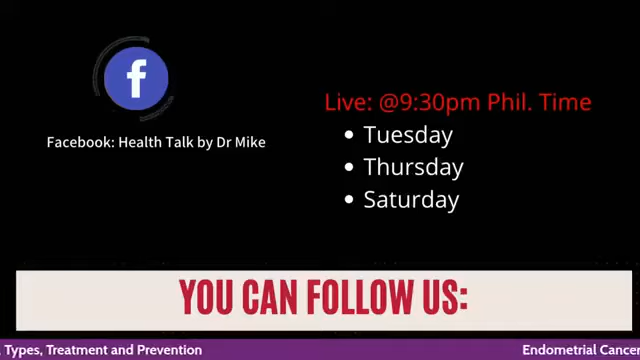 Facebook: Health Talk by Dr Mike
Live: @9:30pm Phil. Time
• Tuesday
• Thursday
• Saturday
YOU CAN FOLLOW US:
, Types, Treatment and Prevention
Endometrial Cancer